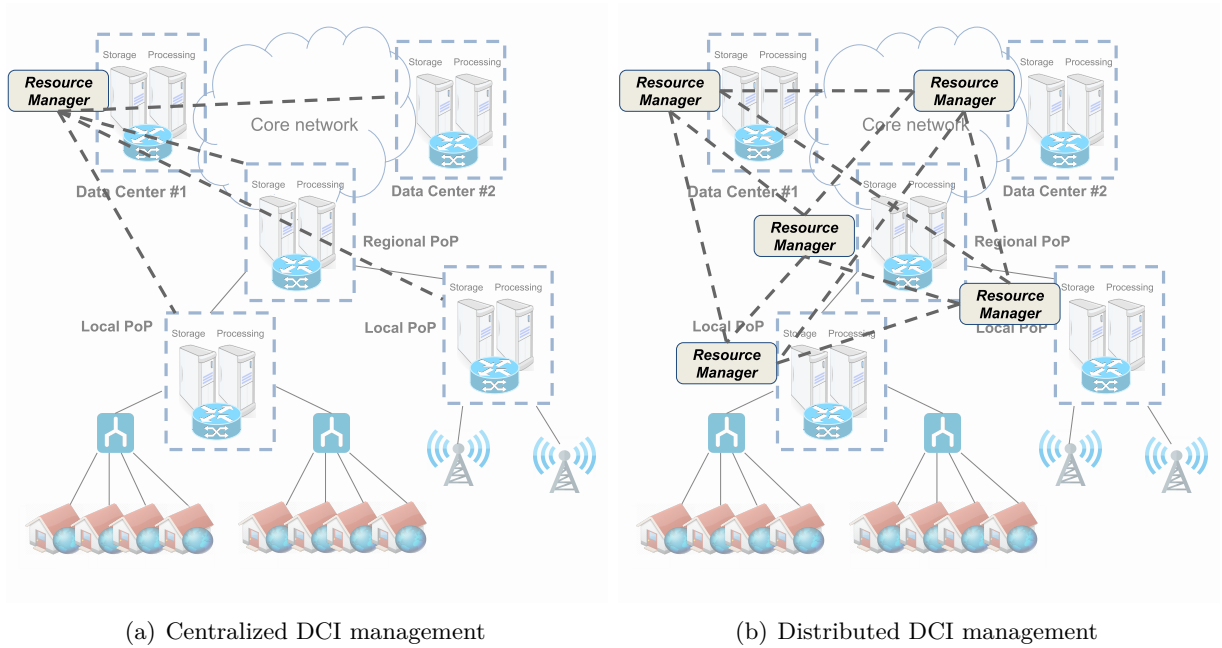 Storage Processing
Resource
Manager
Data Center #1
Core network
Storage Processing
Data Center #2
Storage Processing
Regional PoP
Local PoP
Storage Processing
Local PoP
Storage Processing
(a) Centralized DCI management
Storage Processing
Resource
Manager
Data Center #1
Core network
Resource
Manager
Storage Processing
Data Center #2
Storage Processing
Resource
Manager
Regional PoP
Storage Processing
Resource
Manager
Local PoP
Local PoP
Storage Processing
Resource
Manager
(b) Distributed DCI management